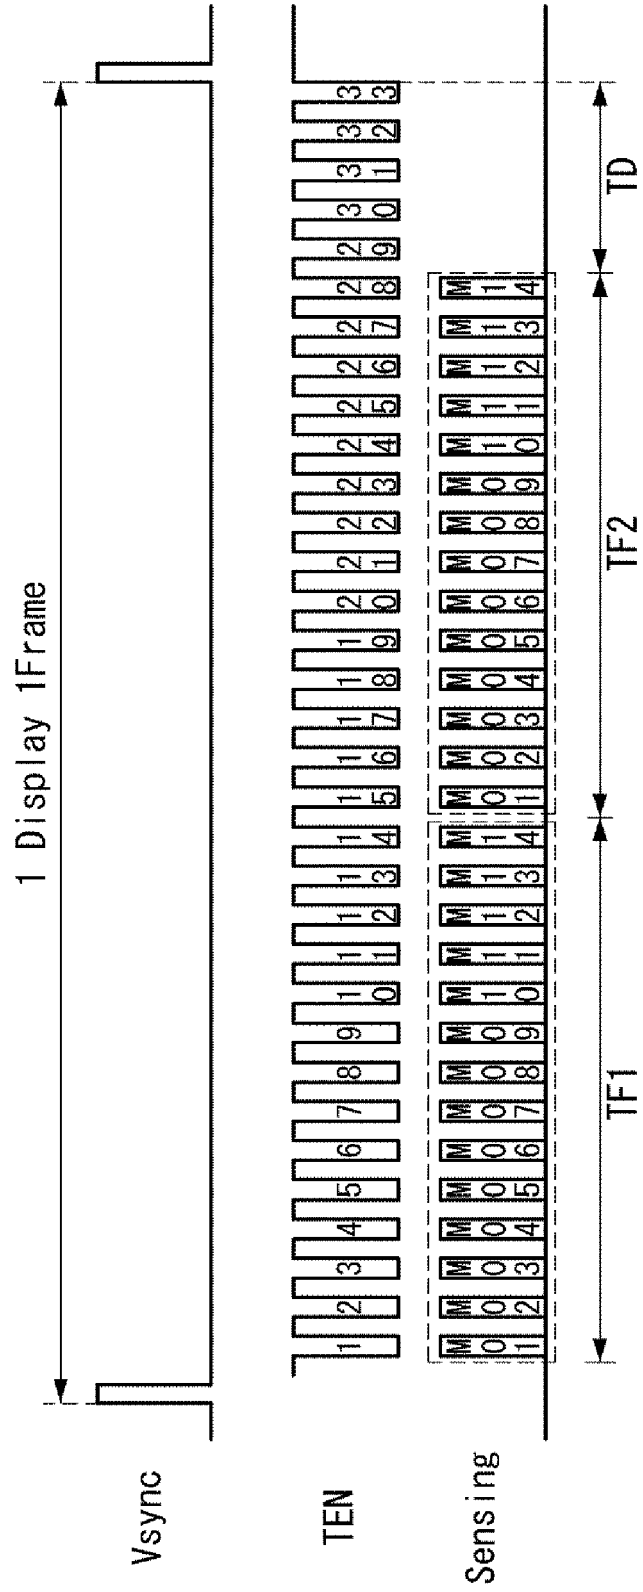 1 Display 1Frame
Vsync
TEN
1 2 3 4 5 6 7 8 9 10 11 12 13 14 15 16 17 18 19 20 21 22 23 24 25 26 27 28 29 30 31 32 33
Sensing
M01 M02 M03 M04 M05 M06 M07 M08 M09 M10 M11 M12 M13 M14 M01 M02 M03 M04 M05 M06 M07 M08 M09 M10 M11 M12 M13 M14
TF1 TF2 TD